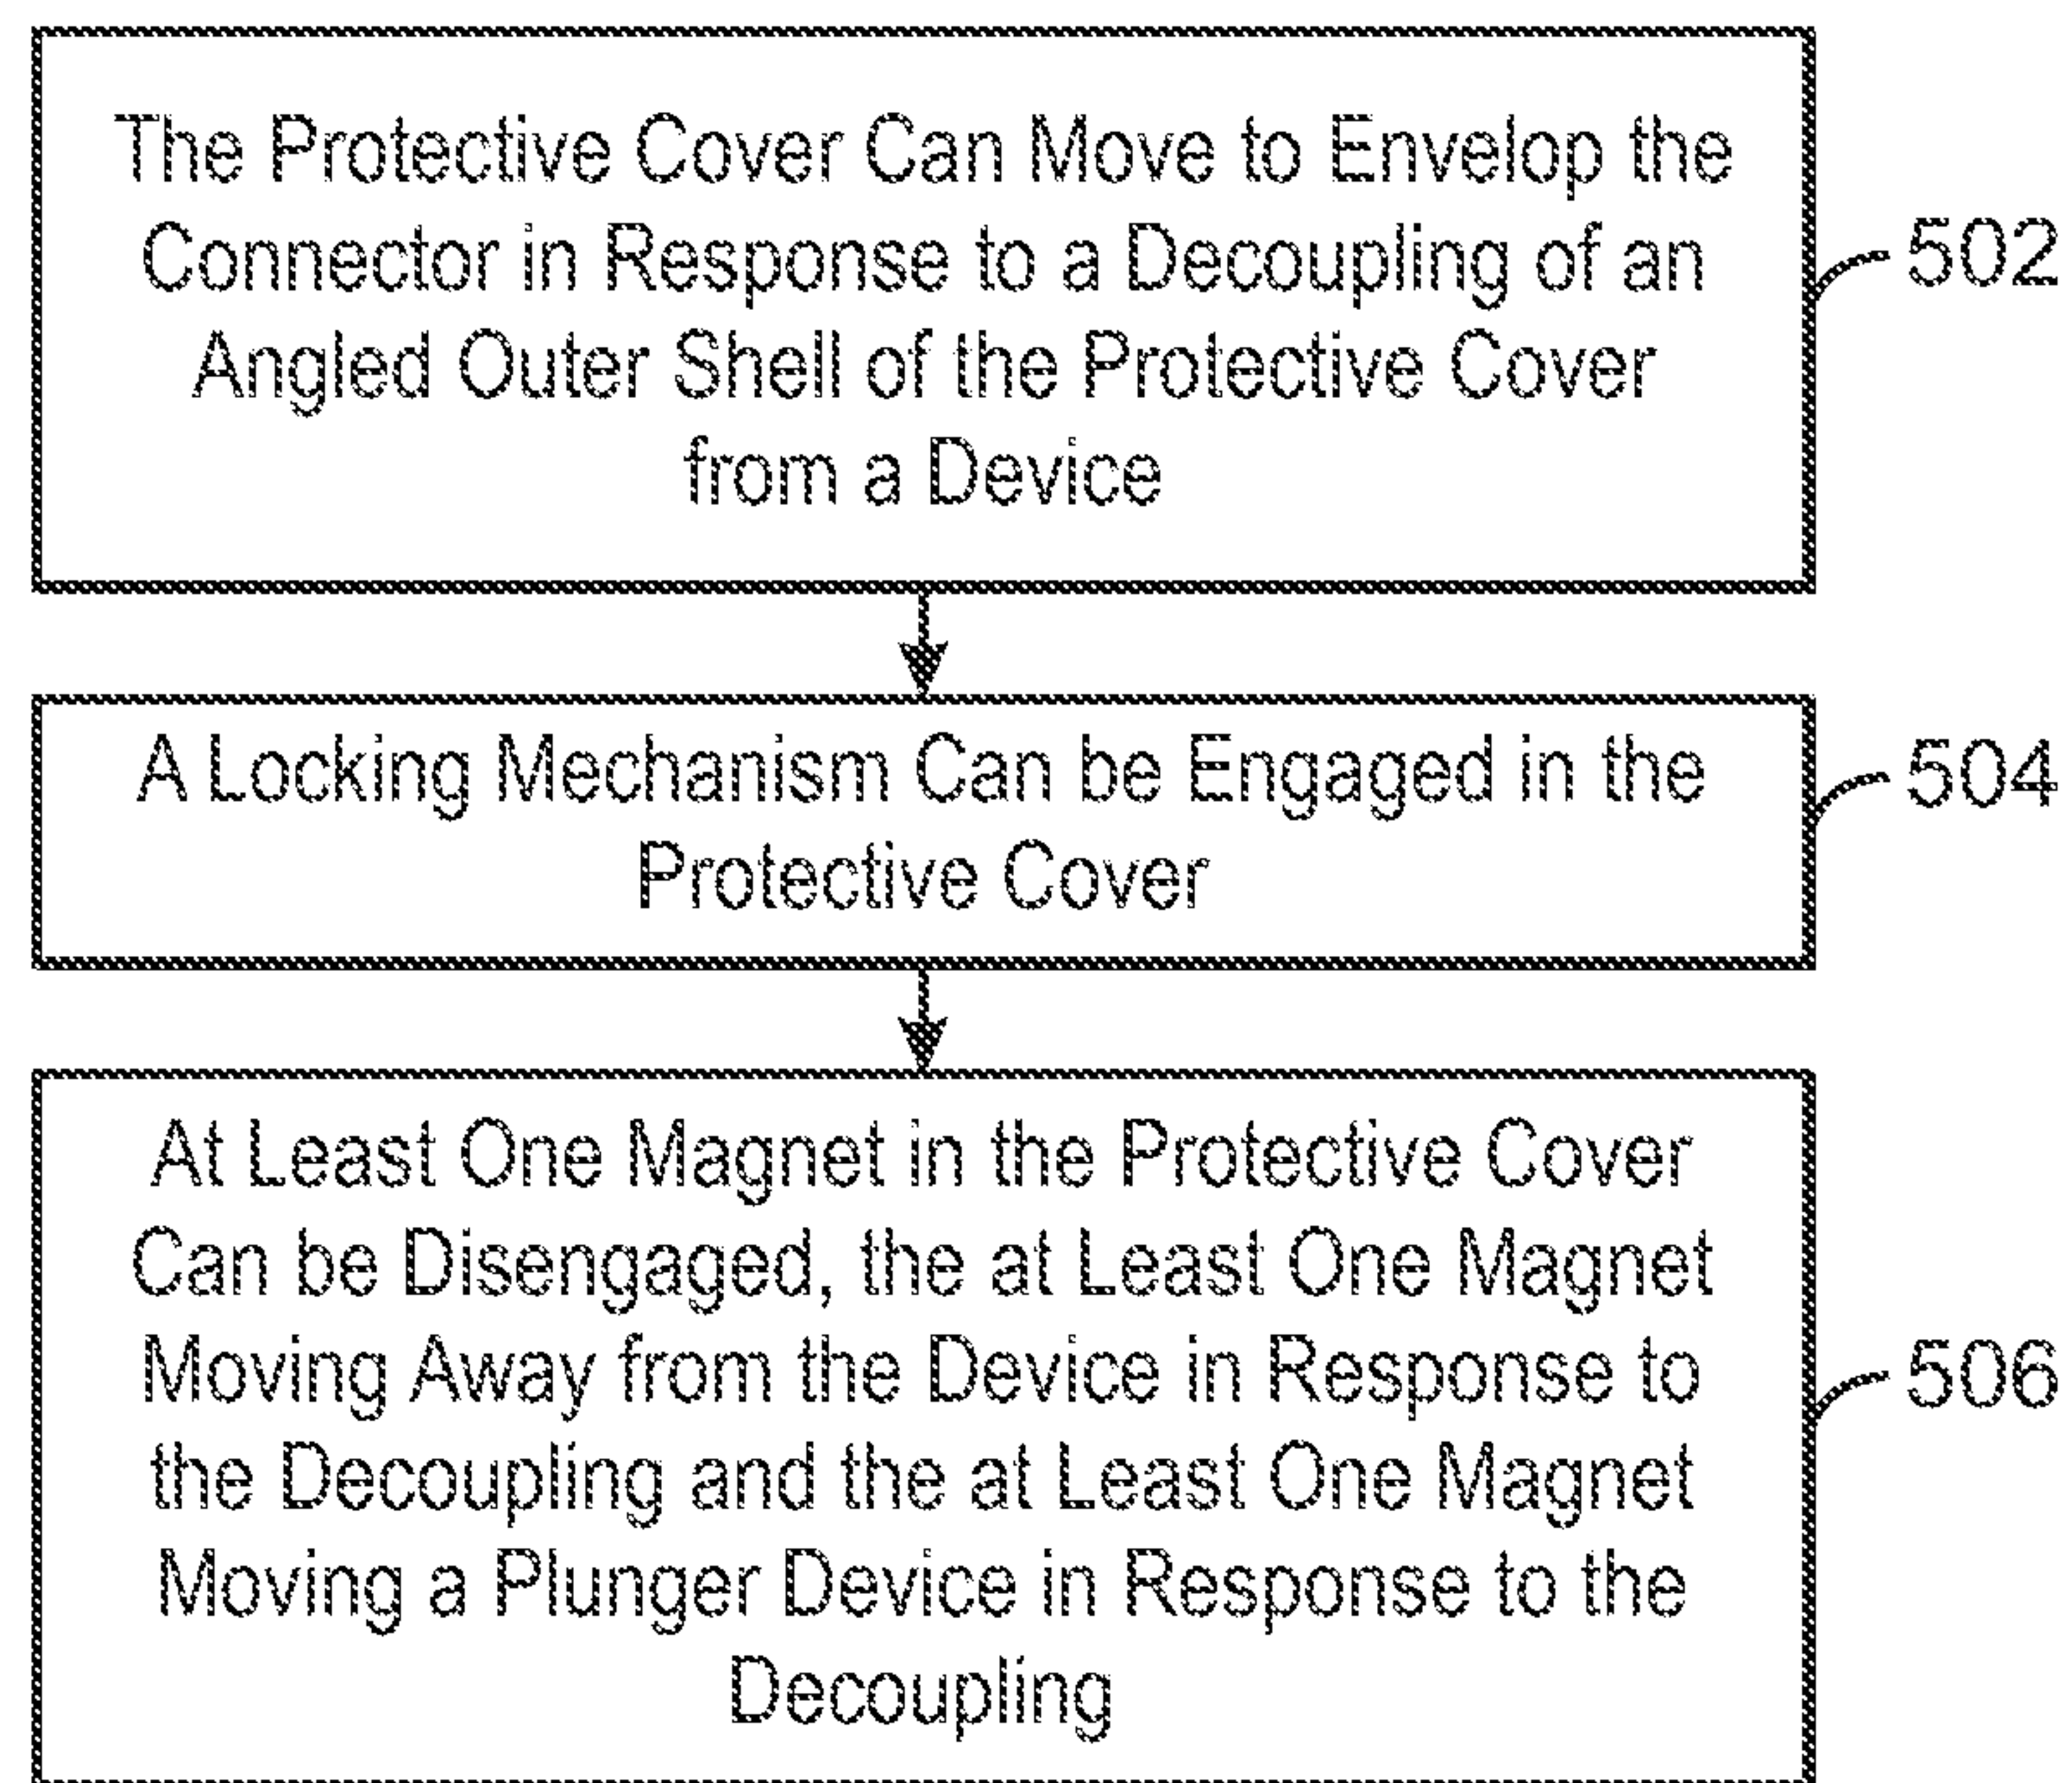 The Protective Cover Can Move to Envelop the
Connector in Response to a Decoupling of an
Angled Outer Shell of the Protective Cover
from a Device
502
A Locking Mechanism Can be Engaged in the
Protective Cover
504
At Least One Magnet in the Protective Cover
Can be Disengaged, the at Least One Magnet
Moving Away from the Device in Response to
the Decoupling and the at Least One Magnet
Moving a Plunger Device in Response to the
Decoupling
506